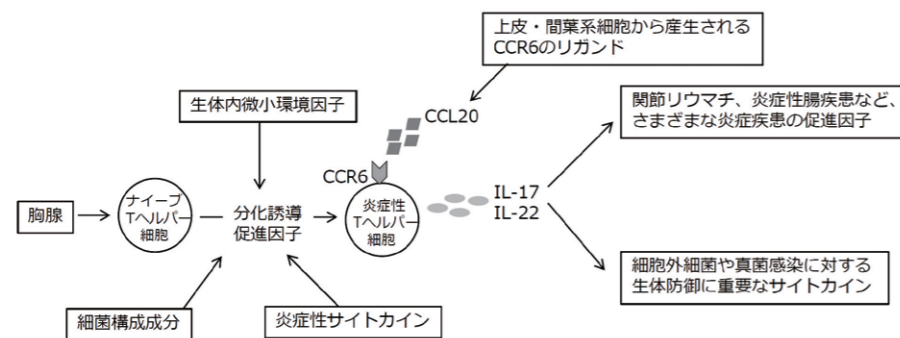 上皮・間葉系細胞から産生される
CCR6のリガンド
生体内微小環境因子
CCL20
関節リウマチ、炎症性腸疾患など、
さまざまな炎症疾患の促進因子
CCR6
胸腺
ナイーブ
Tヘルパー
細胞
分化誘導
促進因子
炎症性
Tヘルパー
細胞
IL-17
IL-22
細菌構成成分
炎症性サイトカイン
細胞外細菌や真菌感染に対する
生体防御に重要なサイトカイン